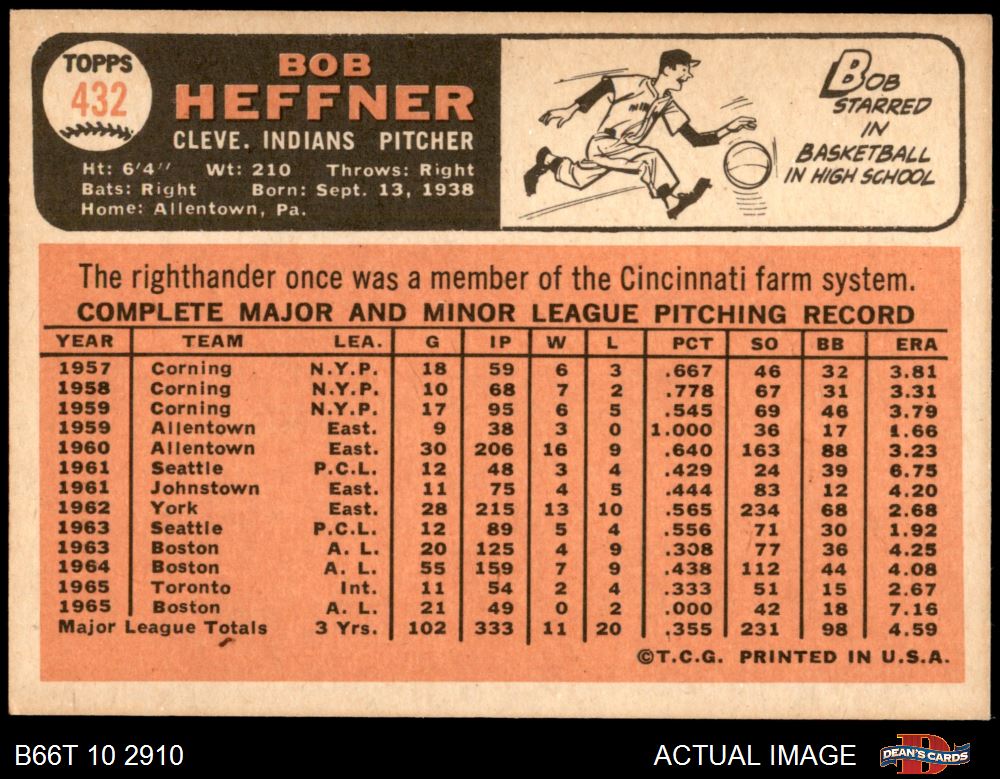 TOPPS
432
BOB
HEFFNER
CLEVE. INDIANS PITCHER
Ht: 6'4" Wt: 210 Throws: Right
Bats: Right Born: Sept. 13, 1938
Home: Allentown, Pa.
BOB
STARRED
IN
BASKETBALL
IN HIGH SCHOOL
The righthander once was a member of the Cincinnati farm system.
COMPLETE MAJOR AND MINOR LEAGUE PITCHING RECORD
YEAR TEAM LEA. G IP W L PCT SO BB ERA
1957 Corning N.Y.P. 18 59 6 3 .667 46 32 3.81
1958 Corning N.Y.P. 10 68 7 2 .778 67 31 3.31
1959 Corning N.Y.P. 17 95 6 5 .545 69 46 3.79
1959 Allentown East. 9 38 3 0 1.000 36 17 1.66
1960 Allentown East. 30 206 16 9 .640 163 88 3.23
1961 Seattle P.C.L. 12 48 3 4 .429 24 39 6.75
1961 Johnstown East. 11 75 4 5 .444 83 12 4.20
1962 York East. 28 215 13 10 .565 234 68 2.68
1963 Seattle P.C.L. 12 89 5 4 .556 71 30 1.92
1963 Boston A. L. 20 125 4 9 .308 77 36 4.25
1964 Boston A. L. 55 159 7 9 .438 112 44 4.08
1965 Toronto Int. 11 54 2 4 .333 51 15 2.67
1965 Boston A. L. 21 49 0 2 .000 42 18 7.16
Major League Totals 3 Yrs. 102 333 11 20 .355 231 98 4.59
©T.C.G. PRINTED IN U.S.A.
B66T 10 2910
ACTUAL IMAGE
DEAN'S CARDS